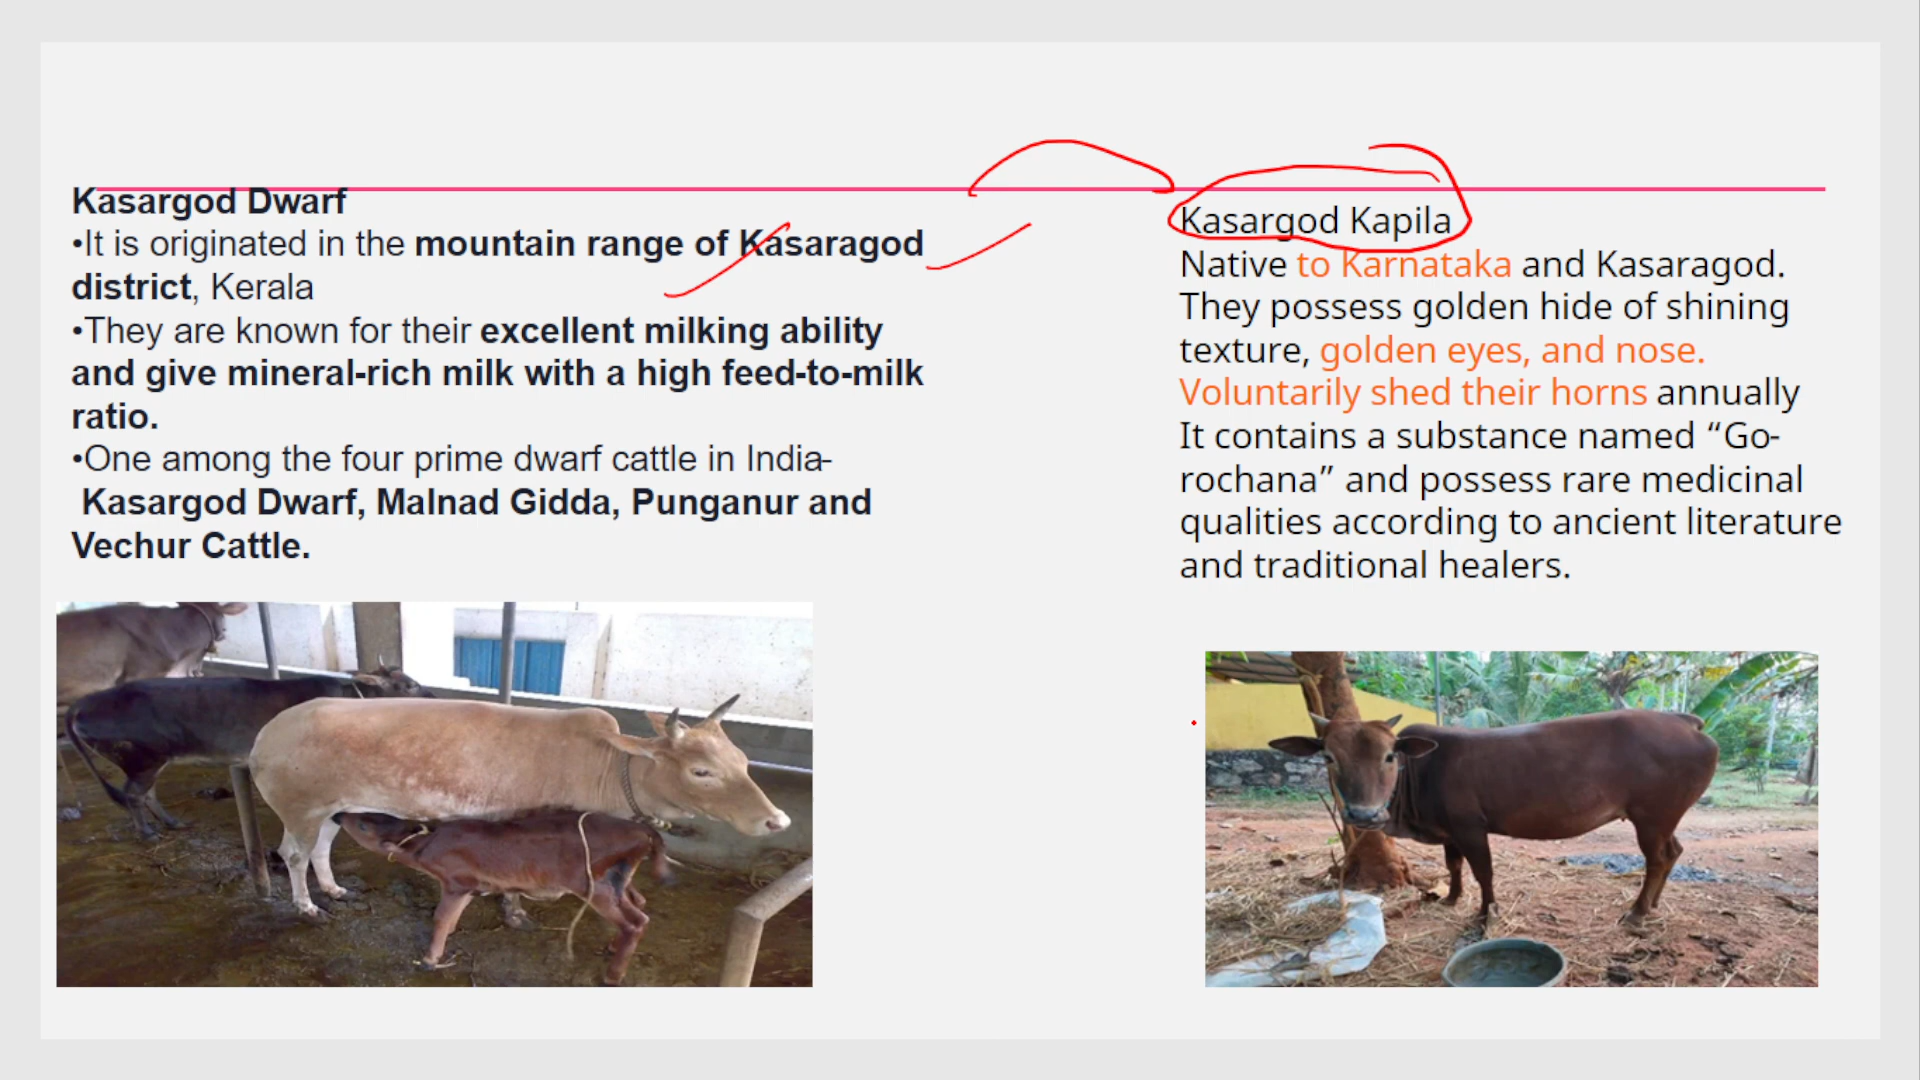 Kasargod Dwarf
•It is originated in the mountain range of Kasaragod
district, Kerala
•They are known for their excellent milking ability
and give mineral-rich milk with a high feed-to-milk
ratio.
•One among the four prime dwarf cattle in India-
Kasargod Dwarf, Malnad Gidda, Punganur and
Vechur Cattle.
Kasargod Kapila
Native to Karnataka and Kasaragod.
They possess golden hide of shining
texture, golden eyes, and nose.
Voluntarily shed their horns annually
It contains a substance named “Go-
rochana” and possess rare medicinal
qualities according to ancient literature
and traditional healers.